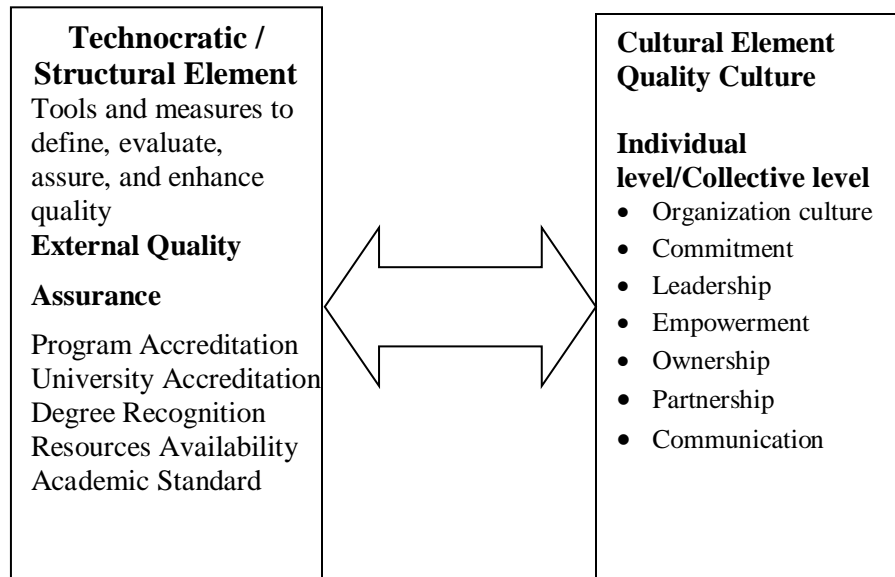 Technocratic /
Structural Element
Tools and measures to
define, evaluate,
assure, and enhance
quality
External Quality
Assurance
Program Accreditation
University Accreditation
Degree Recognition
Resources Availability
Academic Standard
Cultural Element
Quality Culture
Individual
level/Collective level
• Organization culture
• Commitment
• Leadership
• Empowerment
• Ownership
• Partnership
• Communication